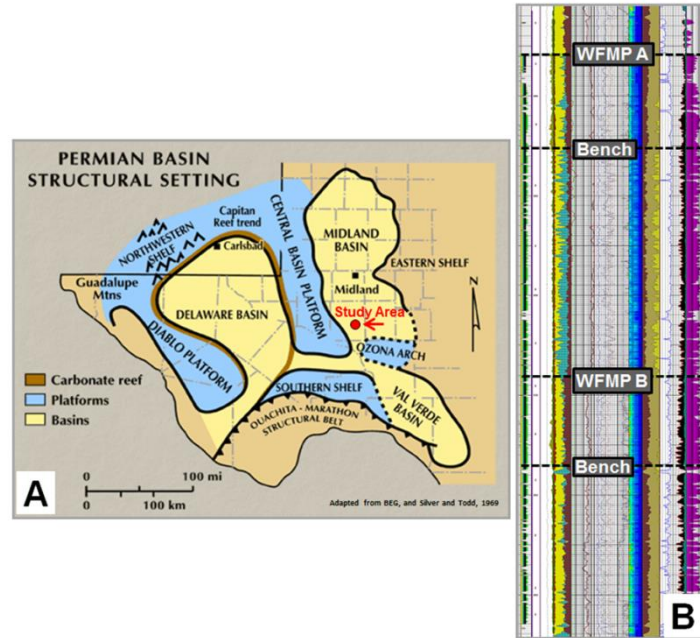 PERMIAN BASIN
STRUCTURAL SETTING
NORTHWESTERN
SHELF
Capitan
Reef trend
Carlsbad
CENTRAL BASIN PLATFORM
MIDLAND
BASIN
EASTERN SHELF
Midland
N
Guadalupe
Mtns
DELAWARE BASIN
Study Area
DIABLO PLATFORM
OZONA ARCH
Carbonate reef
Platforms
Basins
SOUTHERN SHELF
VAL VERDE
BASIN
OUACHITA - MARATHON
STRUCTURAL BELT
0
100 mi
0
100 km
A
Adapted from BEG, and Silver and Todd, 1969
WFMP A
Bench
WFMP B
Bench
B